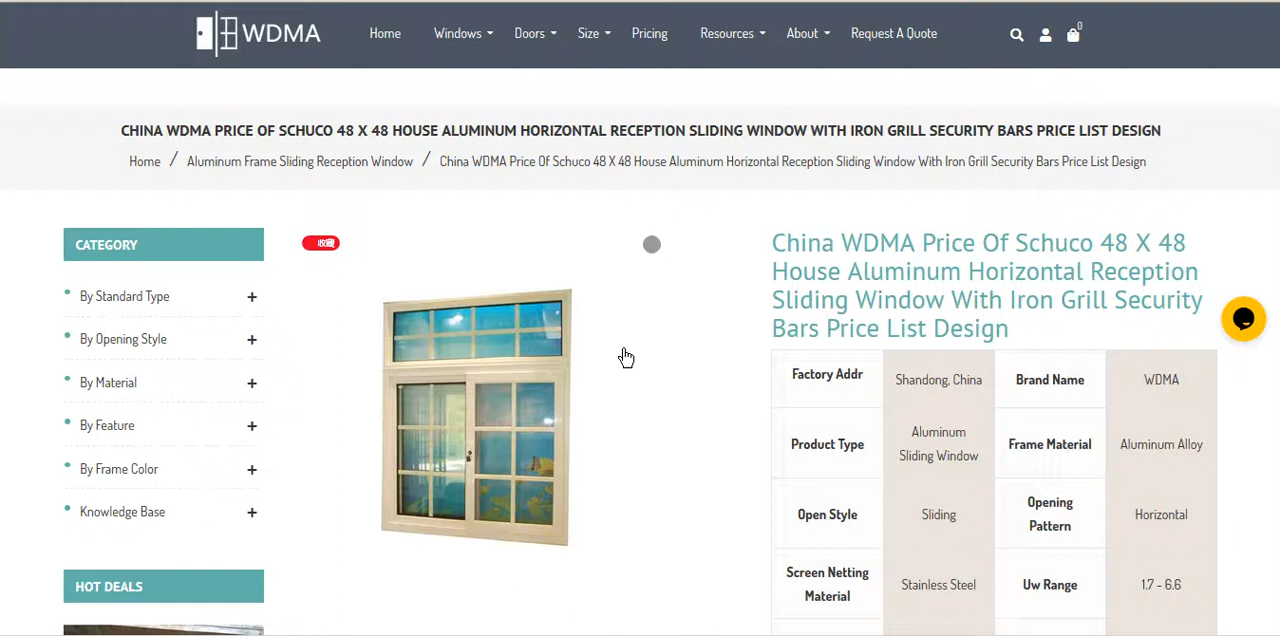 WDMA
Home
Windows
Doors
Size
Pricing
Resources
About
Request A Quote
0
CHINA WDMA PRICE OF SCHUCO 48 X 48 HOUSE ALUMINUM HORIZONTAL RECEPTION SLIDING WINDOW WITH IRON GRILL SECURITY BARS PRICE LIST DESIGN
Home / Aluminum Frame Sliding Reception Window / China WDMA Price Of Schuco 48 X 48 House Aluminum Horizontal Reception Sliding Window With Iron Grill Security Bars Price List Design
CATEGORY
By Standard Type +
By Opening Style +
By Material +
By Feature +
By Frame Color +
Knowledge Base +
HOT DEALS
收藏
China WDMA Price Of Schuco 48 X 48
House Aluminum Horizontal Reception
Sliding Window With Iron Grill Security
Bars Price List Design
Factory Addr
Shandong, China
Brand Name
WDMA
Product Type
Aluminum
Sliding Window
Frame Material
Aluminum Alloy
Open Style
Sliding
Opening
Pattern
Horizontal
Screen Netting
Material
Stainless Steel
Uw Range
1.7 - 6.6